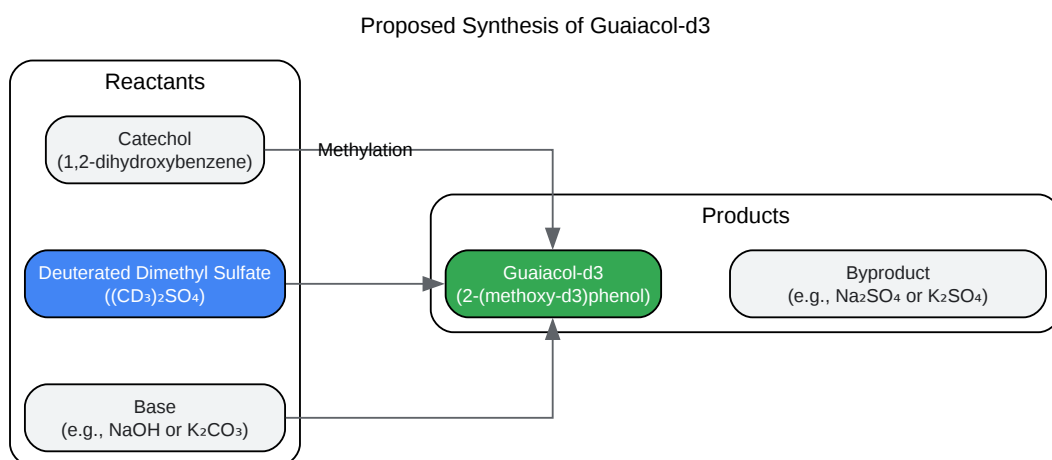 Proposed Synthesis of Guaiacol-d3
Reactants
Catechol
(1,2-dihydroxybenzene)
Methylation
Products
Deuterated Dimethyl Sulfate
((CD₃)₂SO₄)
Guaiacol-d3
(2-(methoxy-d3)phenol)
Byproduct
(e.g., Na₂SO₄ or K₂SO₄)
Base
(e.g., NaOH or K₂CO₃)